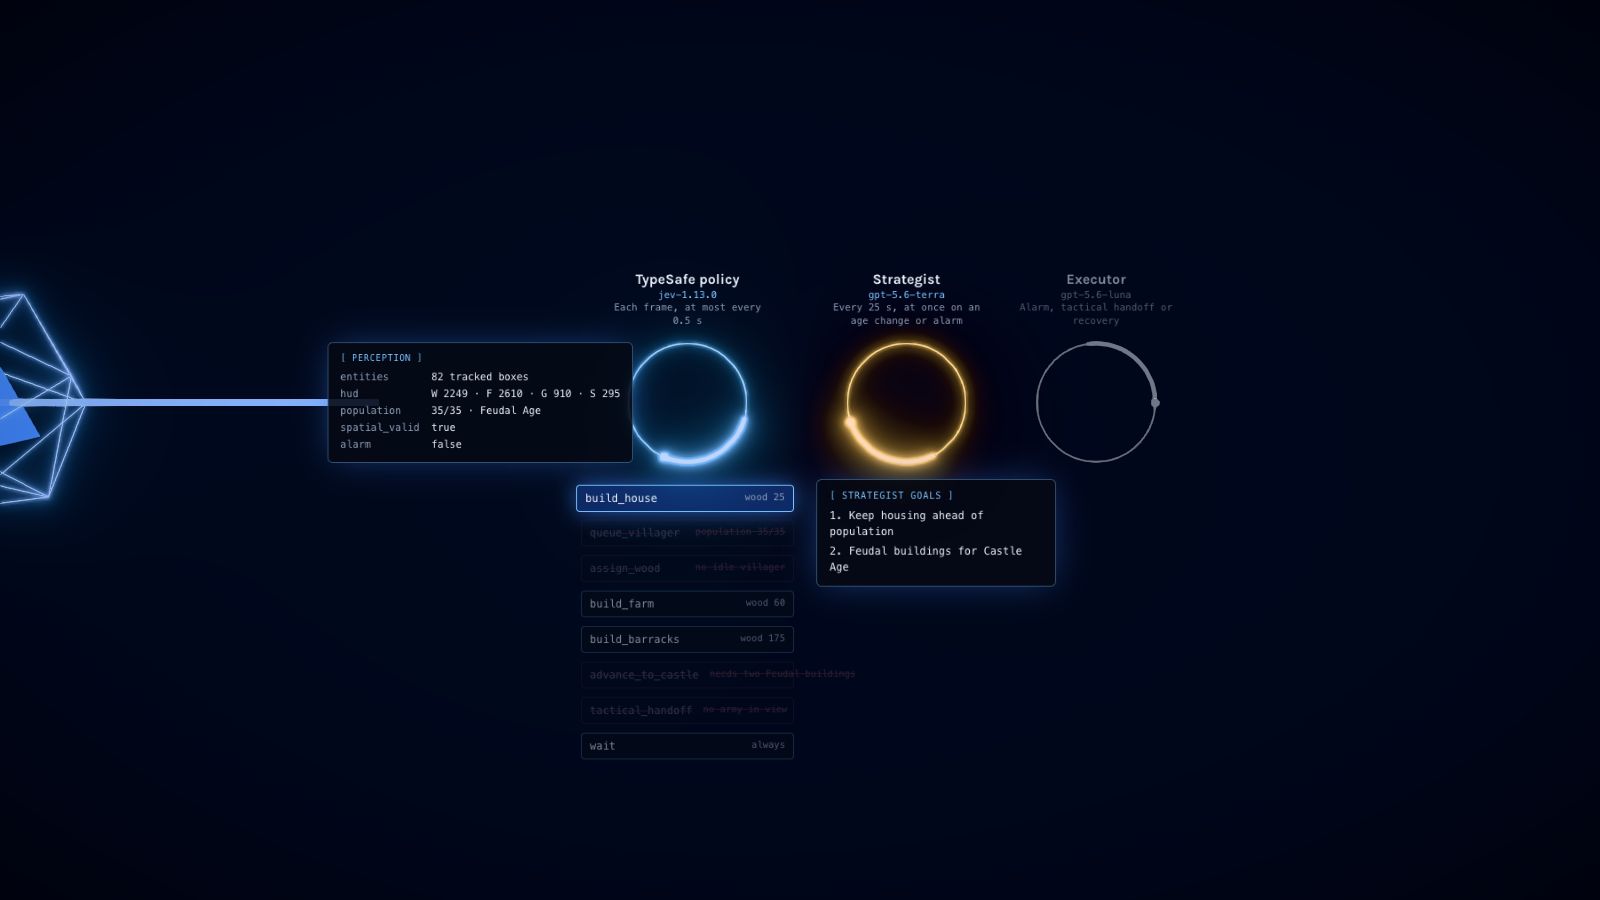 TypeSafe policy
jev-1.13.0
Each frame, at most every
0.5 s
Strategist
gpt-5.6-terra
Every 25 s, at once on an
age change or alarm
Executor
gpt-5.6-luna
Alarm, tactical handoff or
recovery
[ PERCEPTION ]
entities 82 tracked boxes
hud W 2249 · F 2610 · G 910 · S 295
population 35/35 · Feudal Age
spatial_valid true
alarm false
build_house wood 25
queue_villager population 35/35
assign_wood no idle villager
build_farm wood 60
build_barracks wood 175
advance_to_castle needs two Feudal buildings
tactical_handoff no army in view
wait always
[ STRATEGIST GOALS ]
1. Keep housing ahead of
population
2. Feudal buildings for Castle
Age